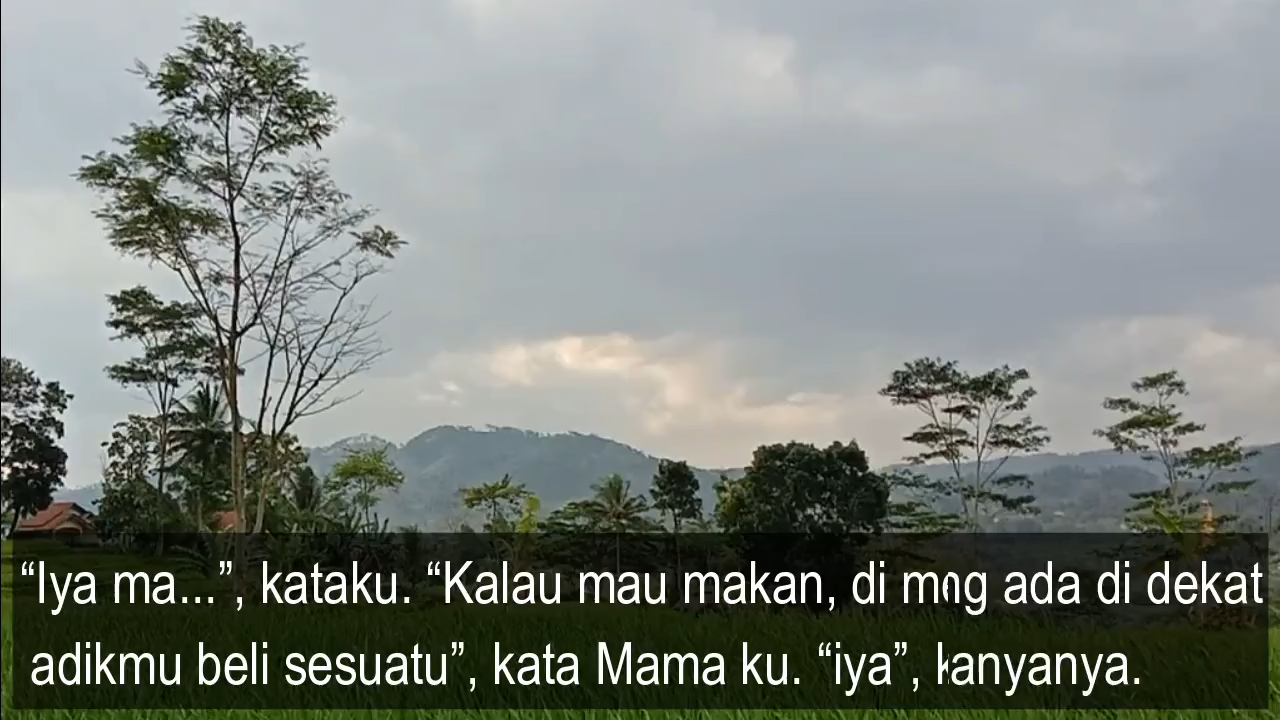 “Iya ma...”, kataku. “Kalau mau makan, di ada di dekat
adikmu beli sesuatu”, kata Mama ku. “iya”,